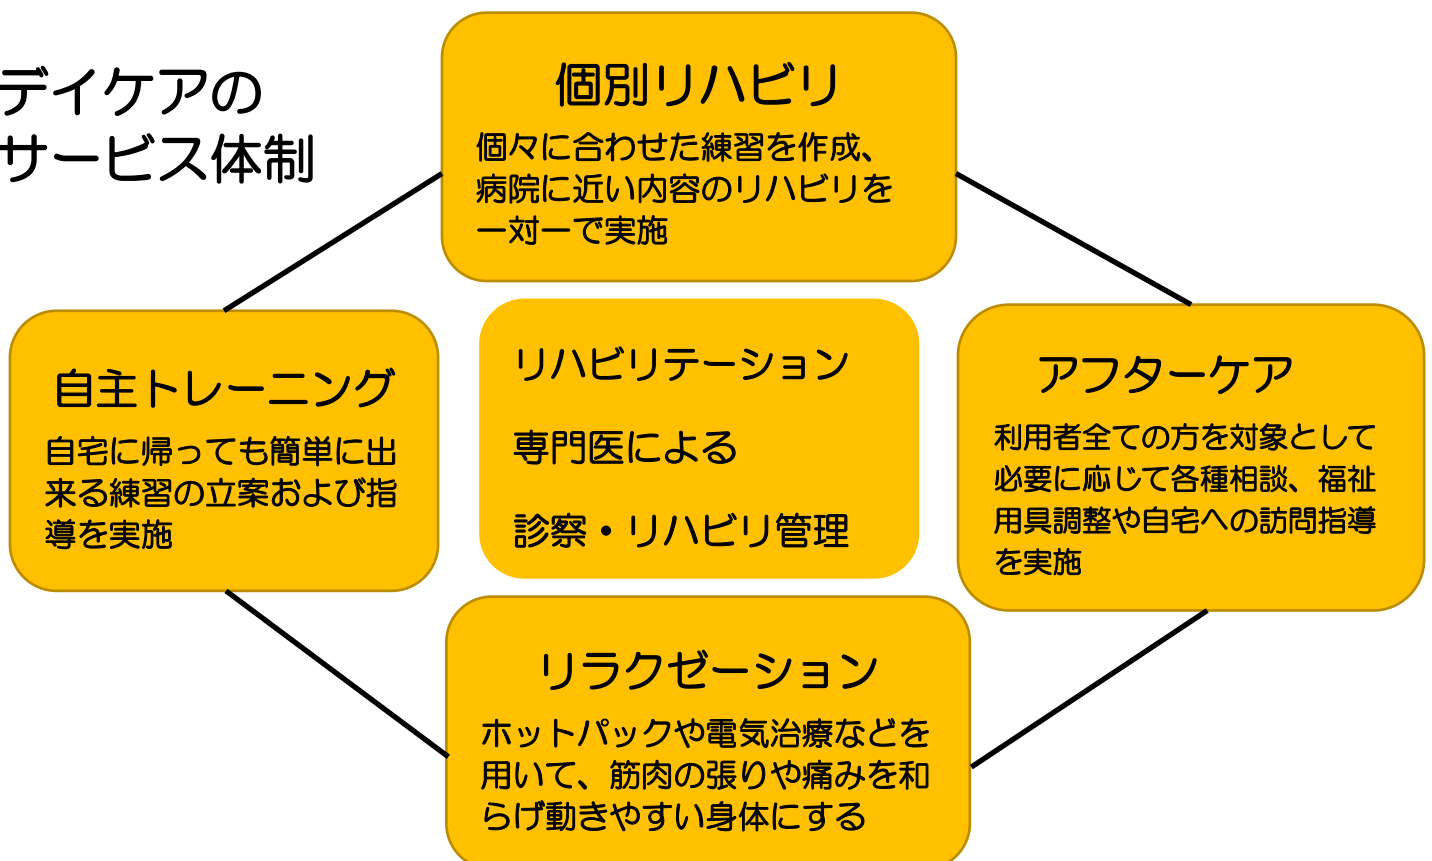 デイケアの
サービス体制
個別リハビリ
個々に合わせた練習を作成、
病院に近い内容のリハビリを
一対一で実施
自主トレーニング
自宅に帰っても簡単に出
来る練習の立案および指
導を実施
リハビリテーション
専門医による
診察・リハビリ管理
アフターケア
利用者全ての方を対象として
必要に応じて各種相談、福祉
用具調整や自宅への訪問指導
を実施
リラクゼーション
ホットパックや電気治療などを
用いて、筋肉の張りや痛みを和
らげ動きやすい身体にする